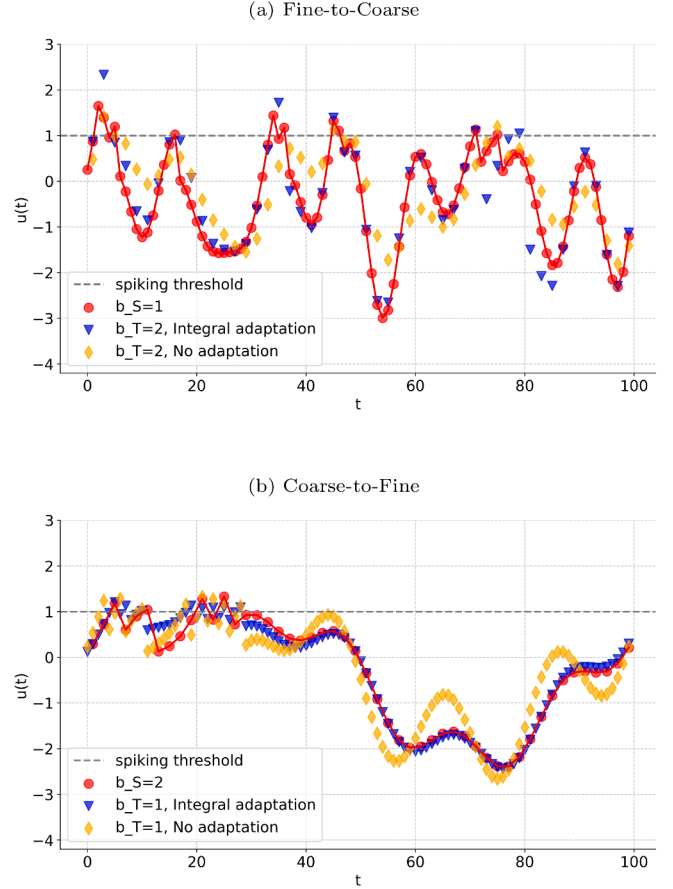 (a) Fine-to-Coarse
3
2
1
0
−1
−2
−3
−4
u(t)
spiking threshold
b_S=1
b_T=2, Integral adaptation
b_T=2, No adaptation
0 20 40 60 80 100
t
(b) Coarse-to-Fine
3
2
1
0
−1
−2
−3
−4
u(t)
spiking threshold
b_S=2
b_T=1, Integral adaptation
b_T=1, No adaptation
0 20 40 60 80 100
t